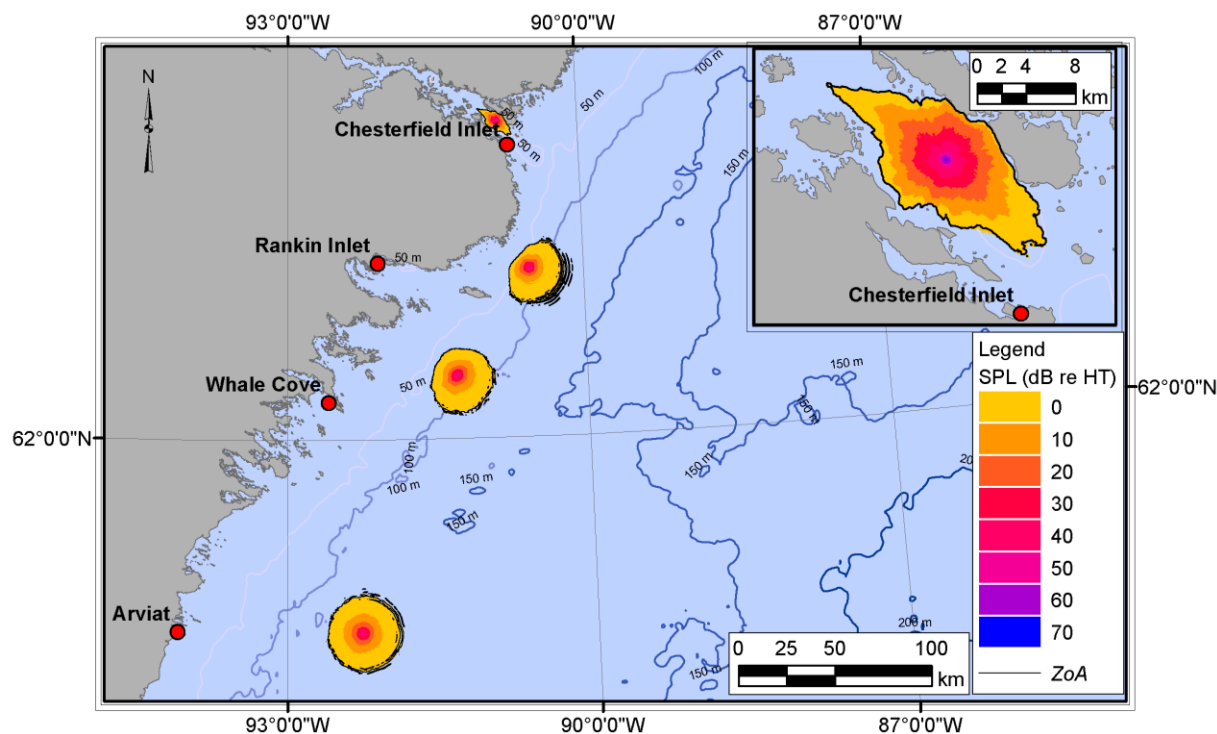 93°0'0"W
90°0'0"W
87°0'0"W
N
100 m
50 m
50 m
Chesterfield Inlet
50 m
150 m
150 m
0 2 4 8
km
Chesterfield Inlet
Rankin Inlet
50 m
Whale Cove
50 m
150 m
150 m
62°0'0"N
62°0'0"N
100 m
100 m
150 m
150 m
150 m
Arviat
200 m
150 m
0 25 50 100
km
Legend
SPL (dB re HT)
0
10
20
30
40
50
60
70
ZoA
93°0'0"W
90°0'0"W
87°0'0"W